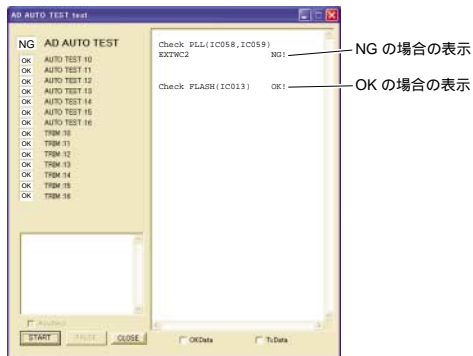 AD AUTO TEST test
NG AD AUTO TEST
OK AUTO TEST 10
OK AUTO TEST 11
OK AUTO TEST 12
OK AUTO TEST 13
OK AUTO TEST 14
OK AUTO TEST 15
OK AUTO TEST 16
OK TRIM :10
OK TRIM :11
OK TRIM :12
OK TRIM :13
OK TRIM :14
OK TRIM :15
OK TRIM :16
Check PLL(IC058,IC059)
EXTWC2 NG!
Check FLASH(IC013) OK!
NG の場合の表示
OK の場合の表示
START PAUSE CLOSE
OKData TxData